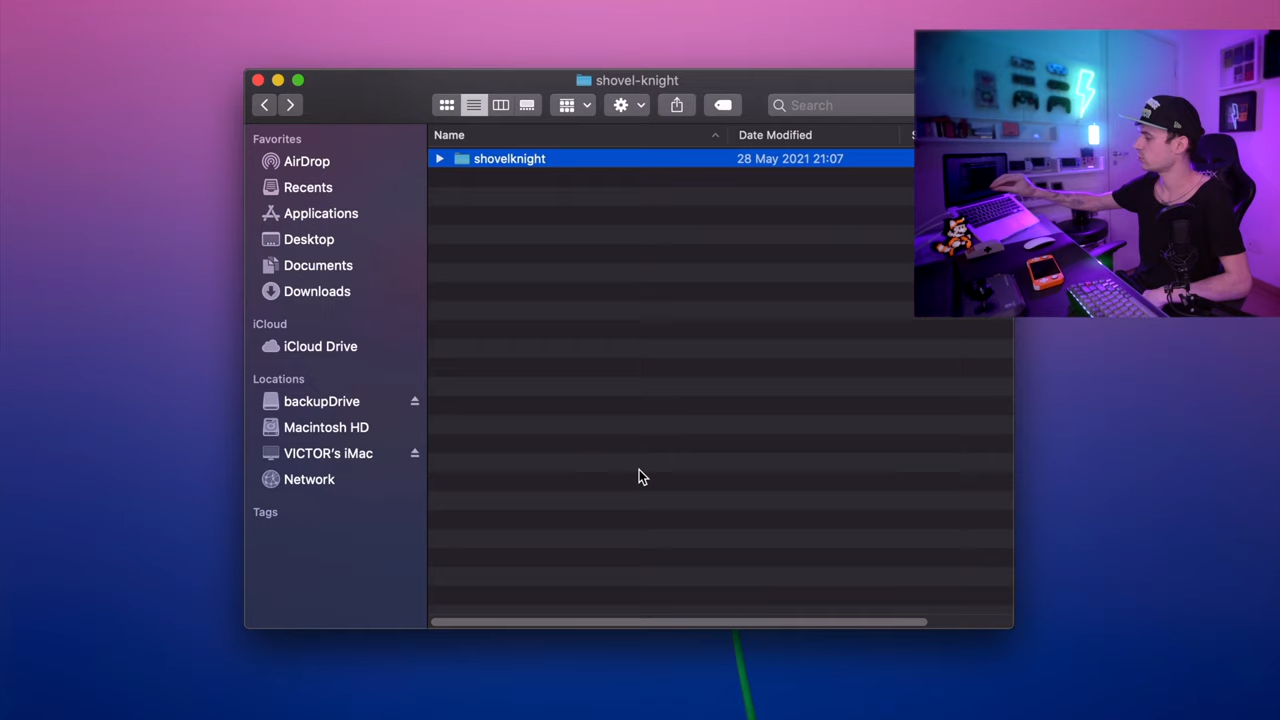 shovel-knight
Search
Favorites
AirDrop
Recents
Applications
Desktop
Documents
Downloads
iCloud
iCloud Drive
Locations
backupDrive
Macintosh HD
VICTOR's iMac
Network
Tags
Name
Date Modified
shovelknight
28 May 2021 21:07